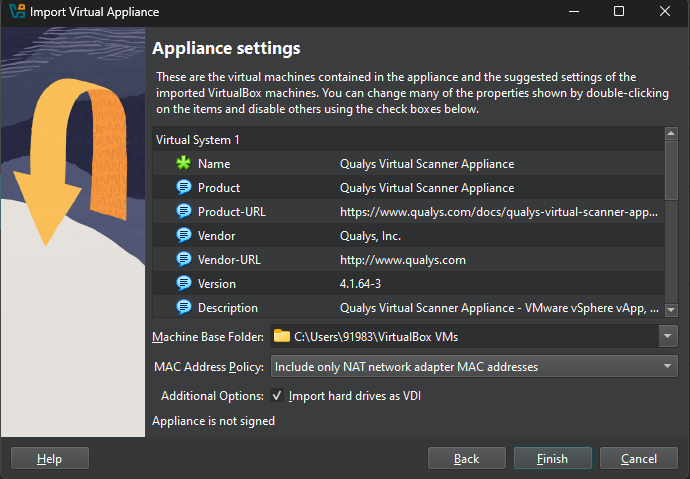 Import Virtual Appliance
Appliance settings
These are the virtual machines contained in the appliance and the suggested settings of the
imported VirtualBox machines. You can change many of the properties shown by double-clicking
on the items and disable others using the check boxes below.
Virtual System 1
Name Qualys Virtual Scanner Appliance
Product Qualys Virtual Scanner Appliance
Product-URL https://www.qualys.com/docs/qualys-virtual-scanner-app...
Vendor Qualys, Inc.
Vendor-URL http://www.qualys.com
Version 4.1.64-3
Description Qualys Virtual Scanner Appliance - VMware vSphere vApp, ...
Machine Base Folder: C:\Users\91983\VirtualBox VMs
MAC Address Policy: Include only NAT network adapter MAC addresses
Additional Options: Import hard drives as VDI
Appliance is not signed
Help Back Finish Cancel